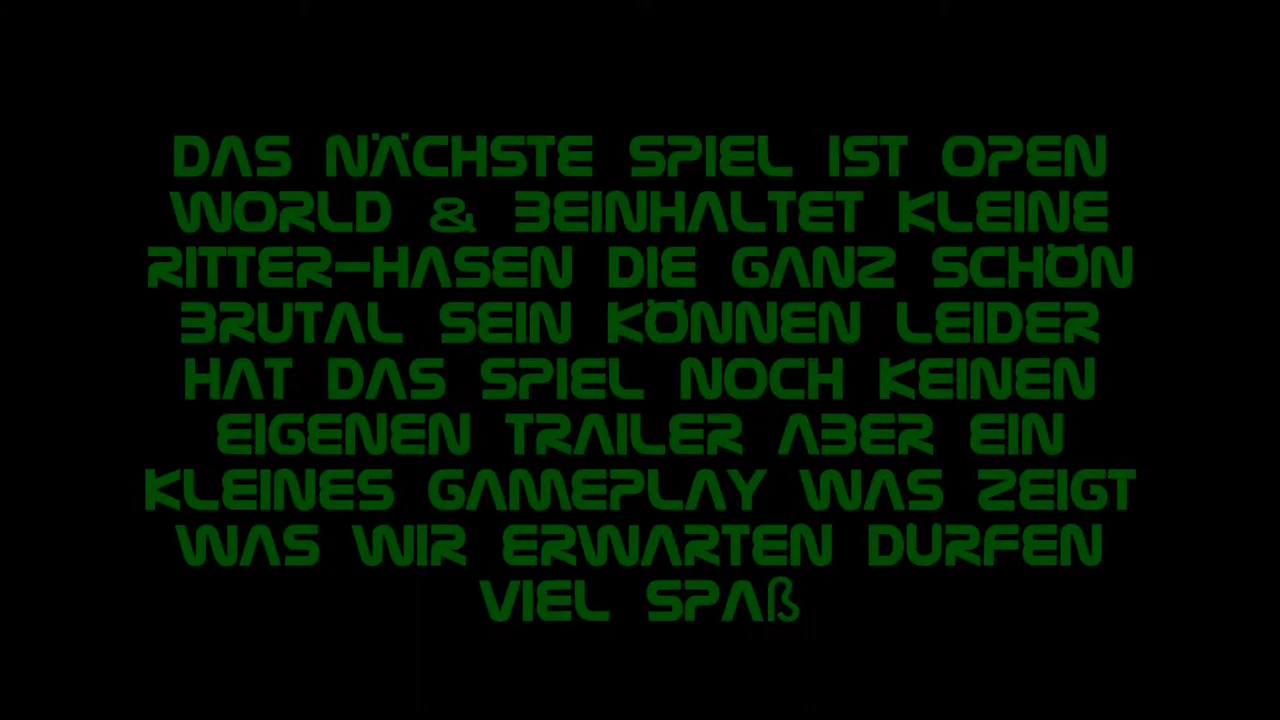 DAS NÄCHSTE SPIEL IST OPEN
WORLD & BEINHALTET KLEINE
RITTER-HASEN DIE GANZ SCHÖN
BRUTAL SEIN KÖNNEN LEIDER
HAT DAS SPIEL NOCH KEINEN
EIGENEN TRAILER ABER EIN
KLEINES GAMEPLAY WAS ZEIGT
WAS WIR ERWARTEN DÜRFEN
VIEL SPAß